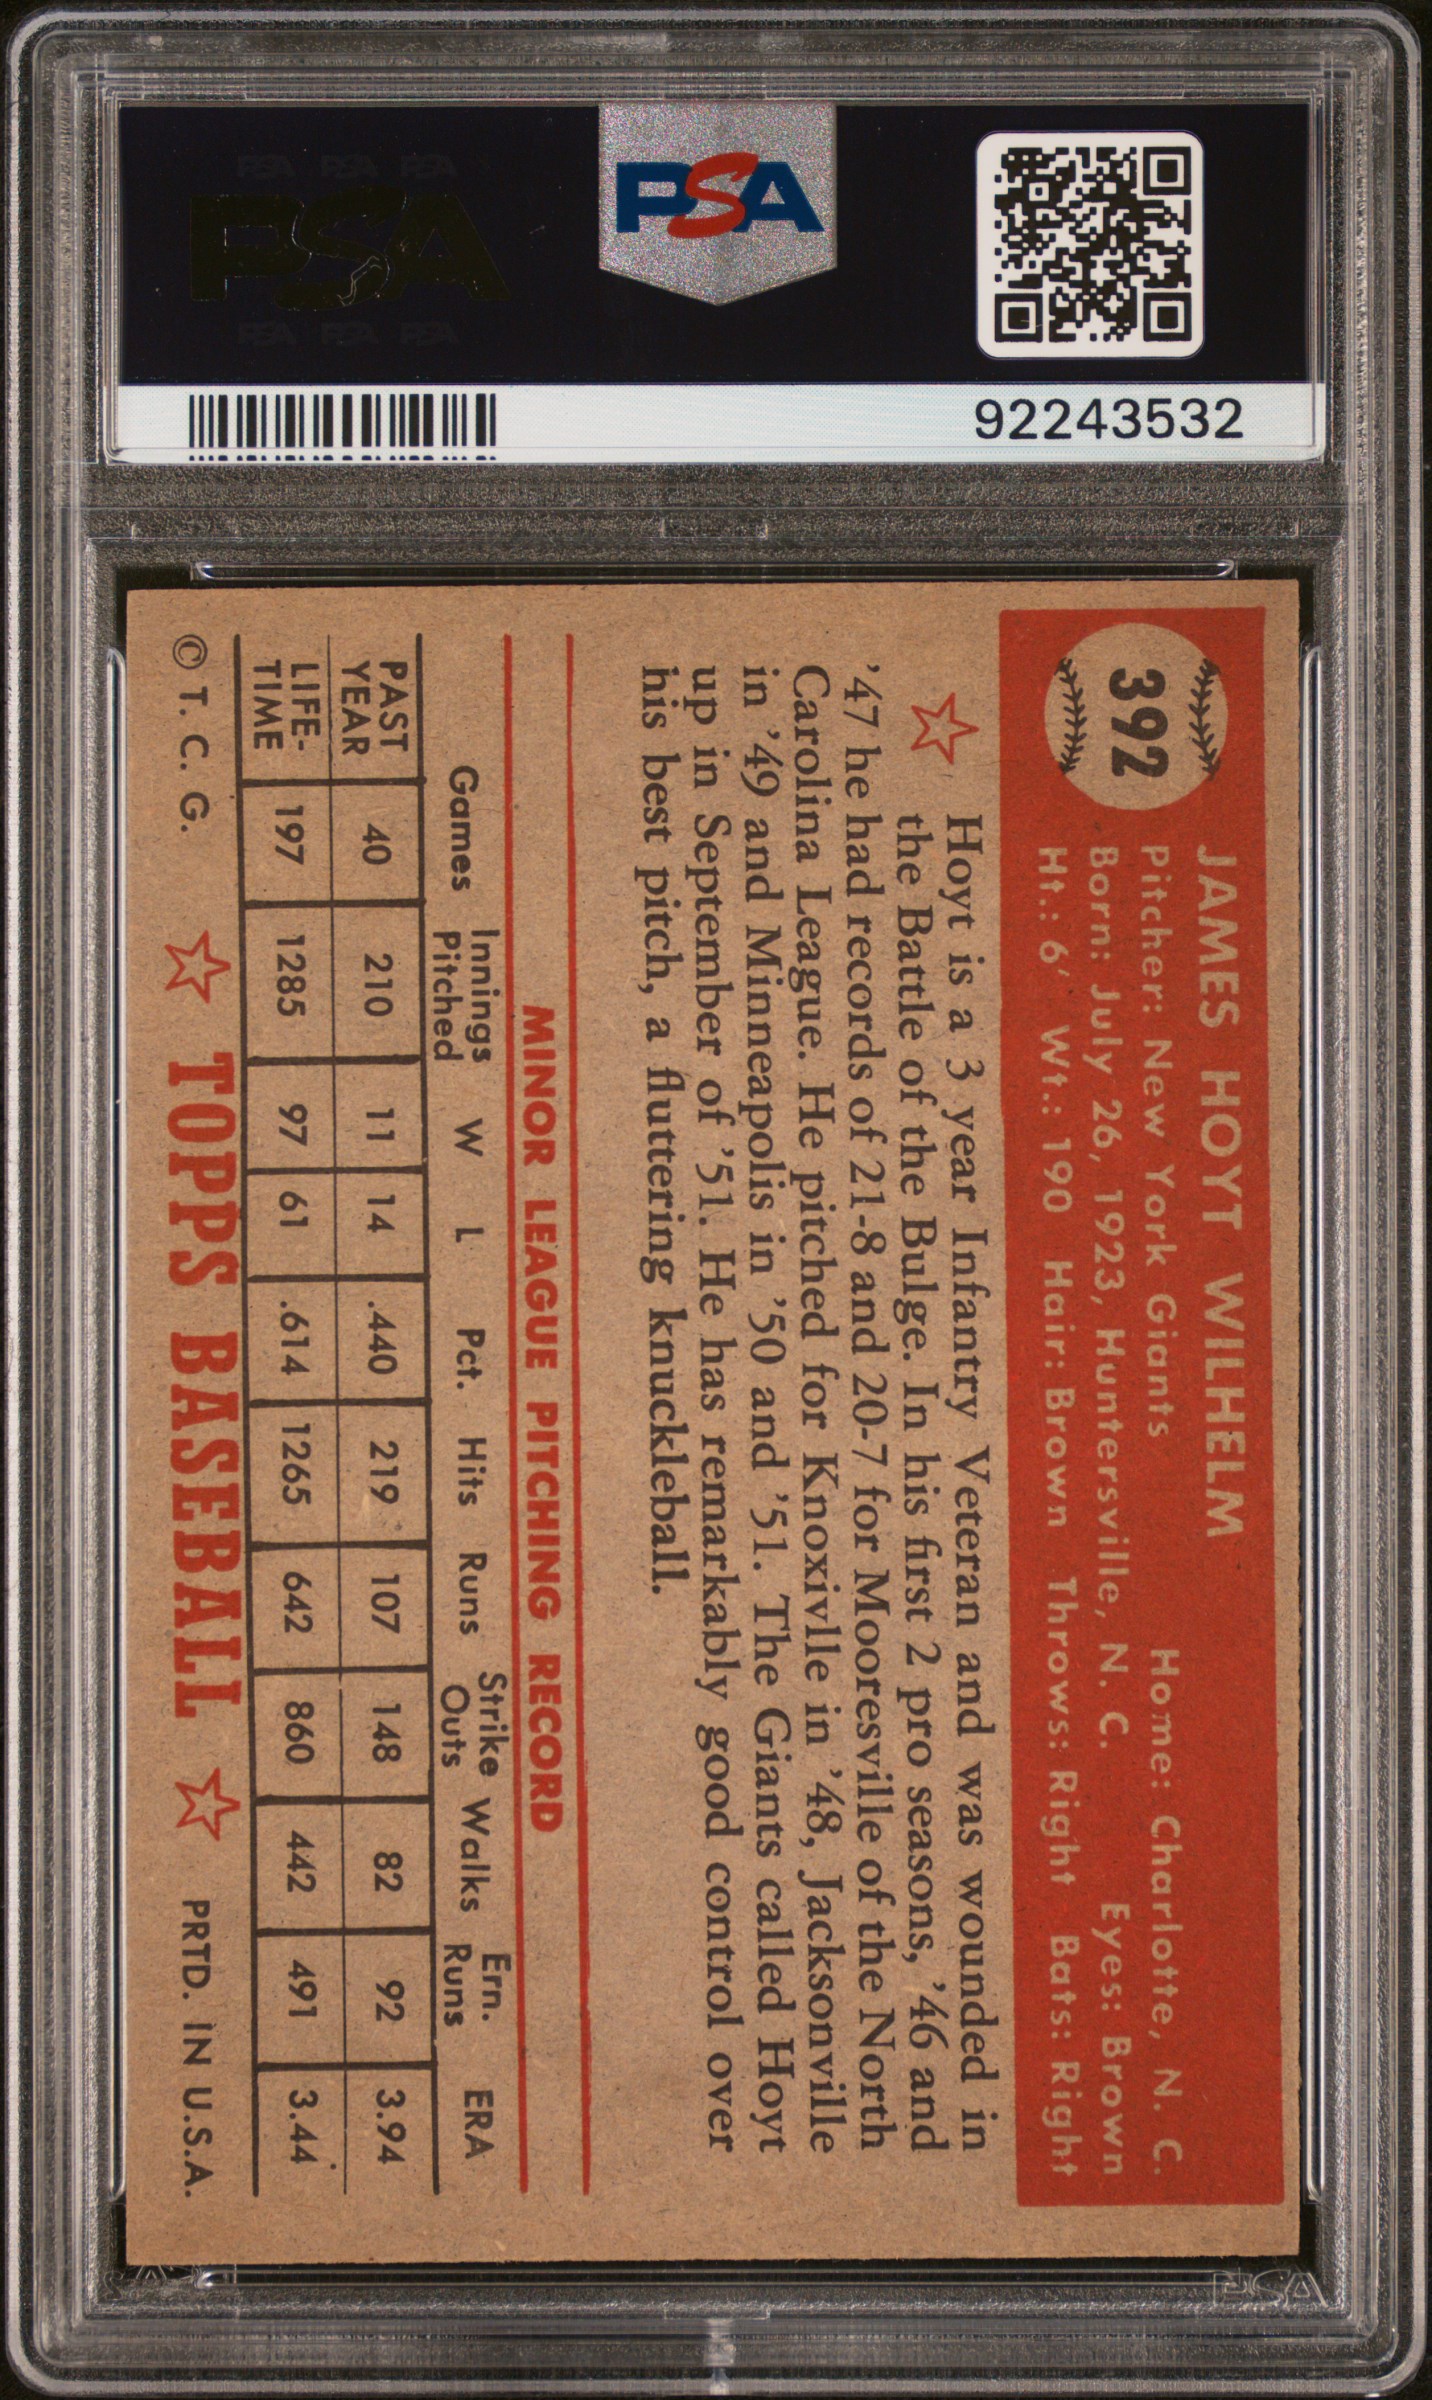 PSA PSA PSA
PSA
PSA PSA PSA
PSA
92243532
392
JAMES HOYT WILHELM
Pitcher: New York Giants Home: Charlotte, N. C.
Born: July 26, 1923, Huntersville, N. C. Eyes: Brown
Ht.: 6' Wt.: 190 Hair: Brown Throws: Right Bats: Right
Hoyt is a 3 year Infantry Veteran and was wounded in
the Battle of the Bulge. In his first 2 pro seasons, '46 and
'47 he had records of 21-8 and 20-7 for Mooresville of the North
Carolina League. He pitched for Knoxivlle in '48, Jacksonville
in '49 and Minneapolis in '50 and '51. The Giants called Hoyt
up in September of '51. He has remarkably good control over
his best pitch, a fluttering knuckleball.
MINOR LEAGUE PITCHING RECORD
Games Innings Pitched W L Pct. Hits Runs Strike Outs Walks Ern. Runs ERA
PAST YEAR 40 210 11 14 .440 219 107 148 82 92 3.94
LIFE-TIME 197 1285 97 61 .614 1265 642 860 442 491 3.44
© T. C. G. TOPPS BASEBALL PRTD. IN U.S.A.
PSA